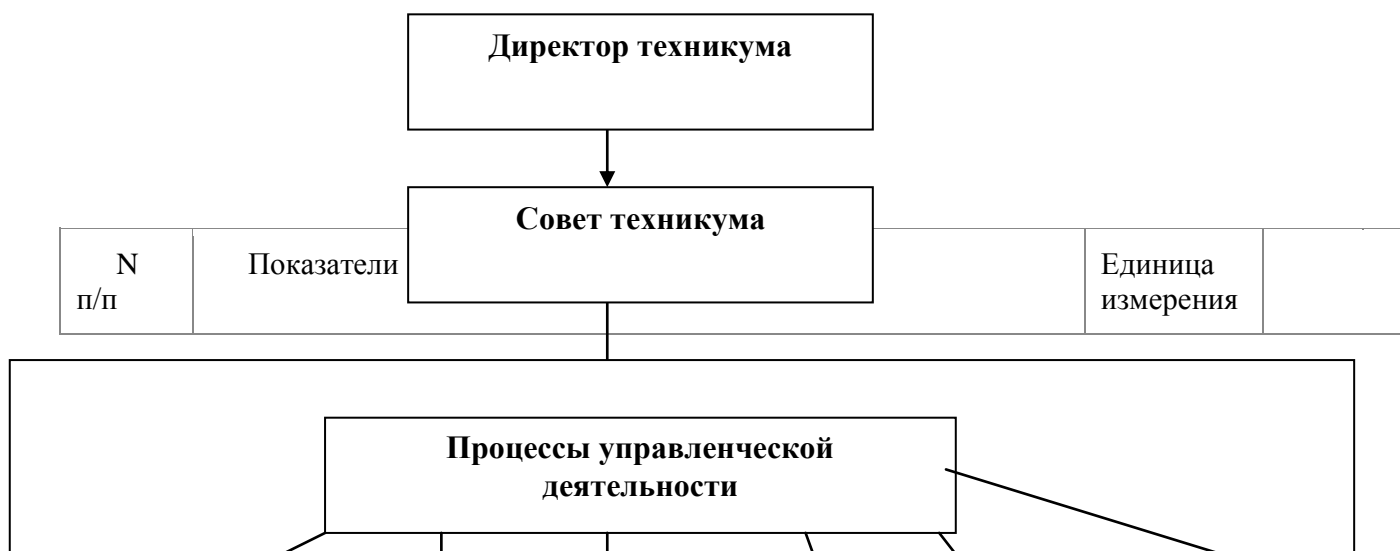 Директор техникума
Совет техникума
N
п/п
Показатели
Единица
измерения
Процессы управленческой
деятельности